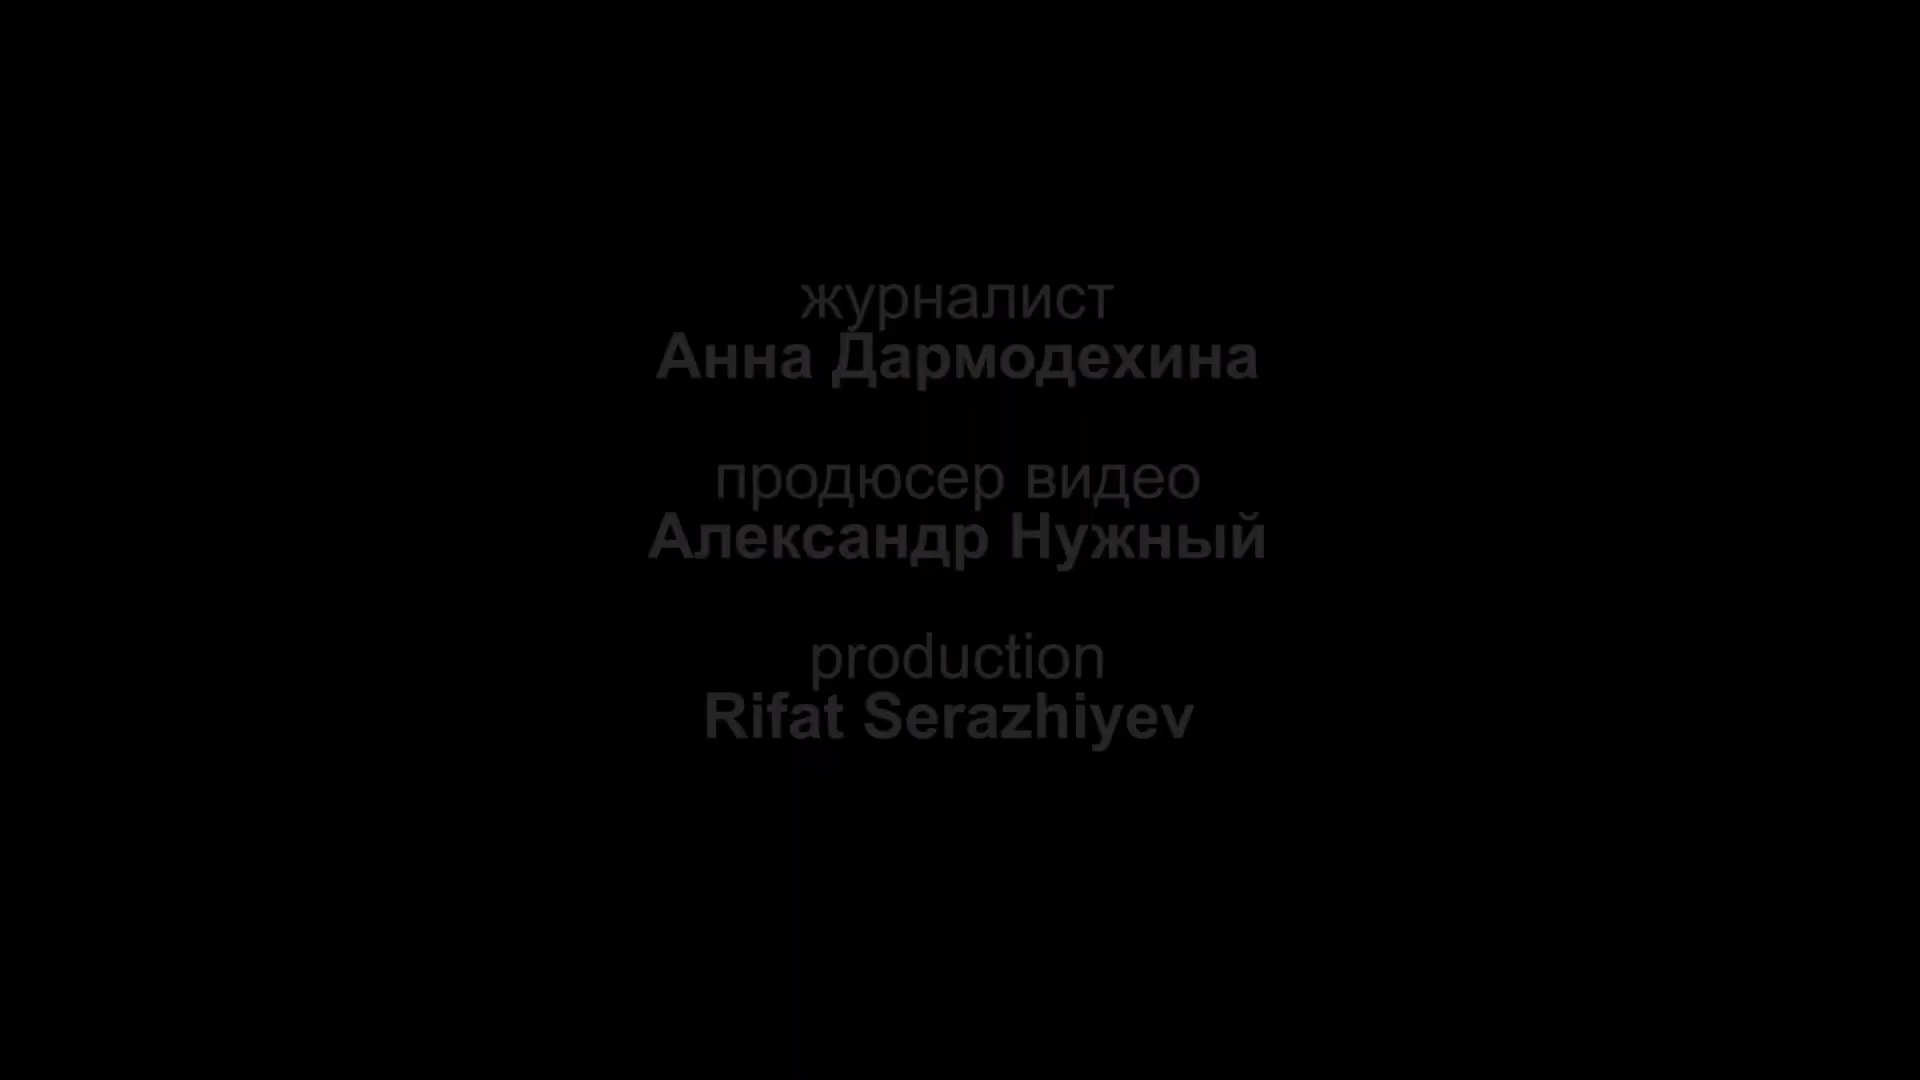 журналист
Анна Дармодехина
продюсер видео
Александр Нужный
production
Rifat Serazhiyev